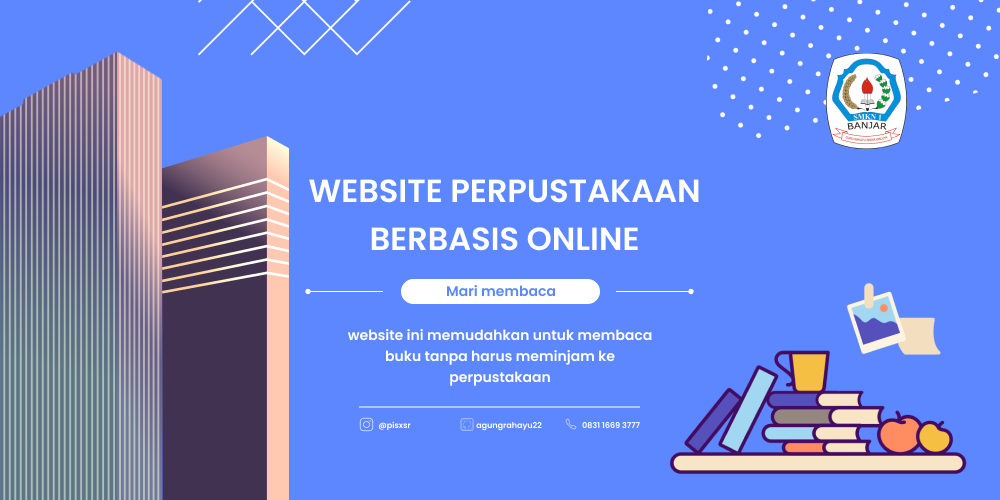 SMKN 1
BANJAR
WEBSITE PERPUSTAKAAN
BERBASIS ONLINE
Mari membaca
website ini memudahkan untuk membaca
buku tanpa harus meminjam ke
perpustakaan
@pisxsr
agungrahayu22
0831 1669 3777